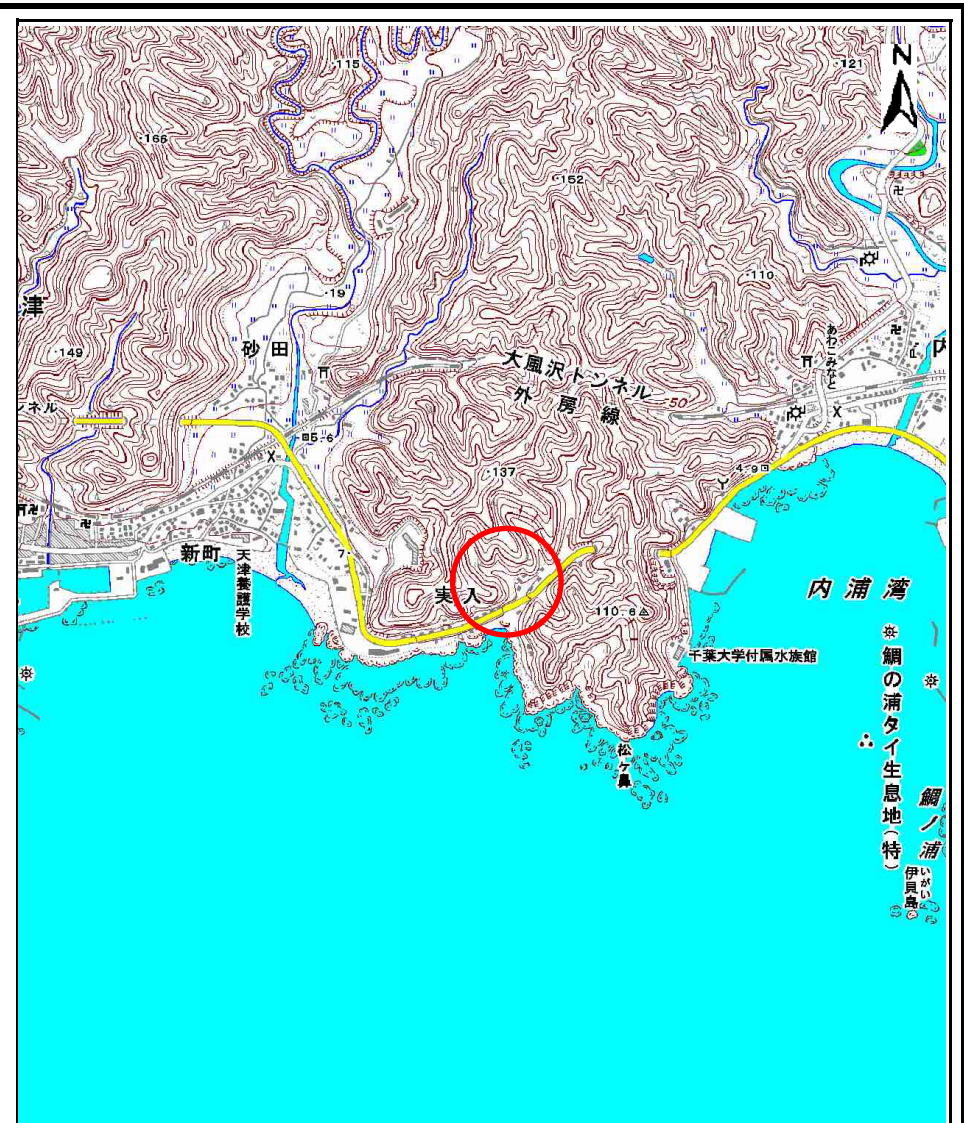 N
・115
・121
・166
・152
・110
・19
津
・149
砂田
大風沢トンネル
外房線
50
あわこみなと
内
ンネル
5.6
・137
4.9
7
新町
天津養護学校
実入
110.6
内浦湾
千葉大学付属水族館
鯛の浦タイ生息地(特)
松ヶ鼻
鯛ノ浦
いがい
伊貝島